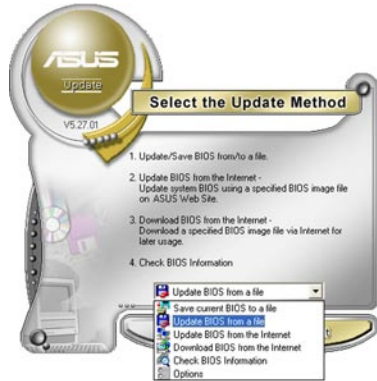 ASUS
Update
V5.27.01
Select the Update Method
1. Update/Save BIOS from/to a file.
2. Update BIOS from the Internet -
Update system BIOS using a specified BIOS image file
on ASUS Web Site.
3. Download BIOS from the Internet -
Download a specified BIOS image file via Internet for
later usage.
4. Check BIOS Information
Update BIOS from a file
Save current BIOS to a file
Update BIOS from a file
Update BIOS from the Internet
Download BIOS from the Internet
Check BIOS Information
Options